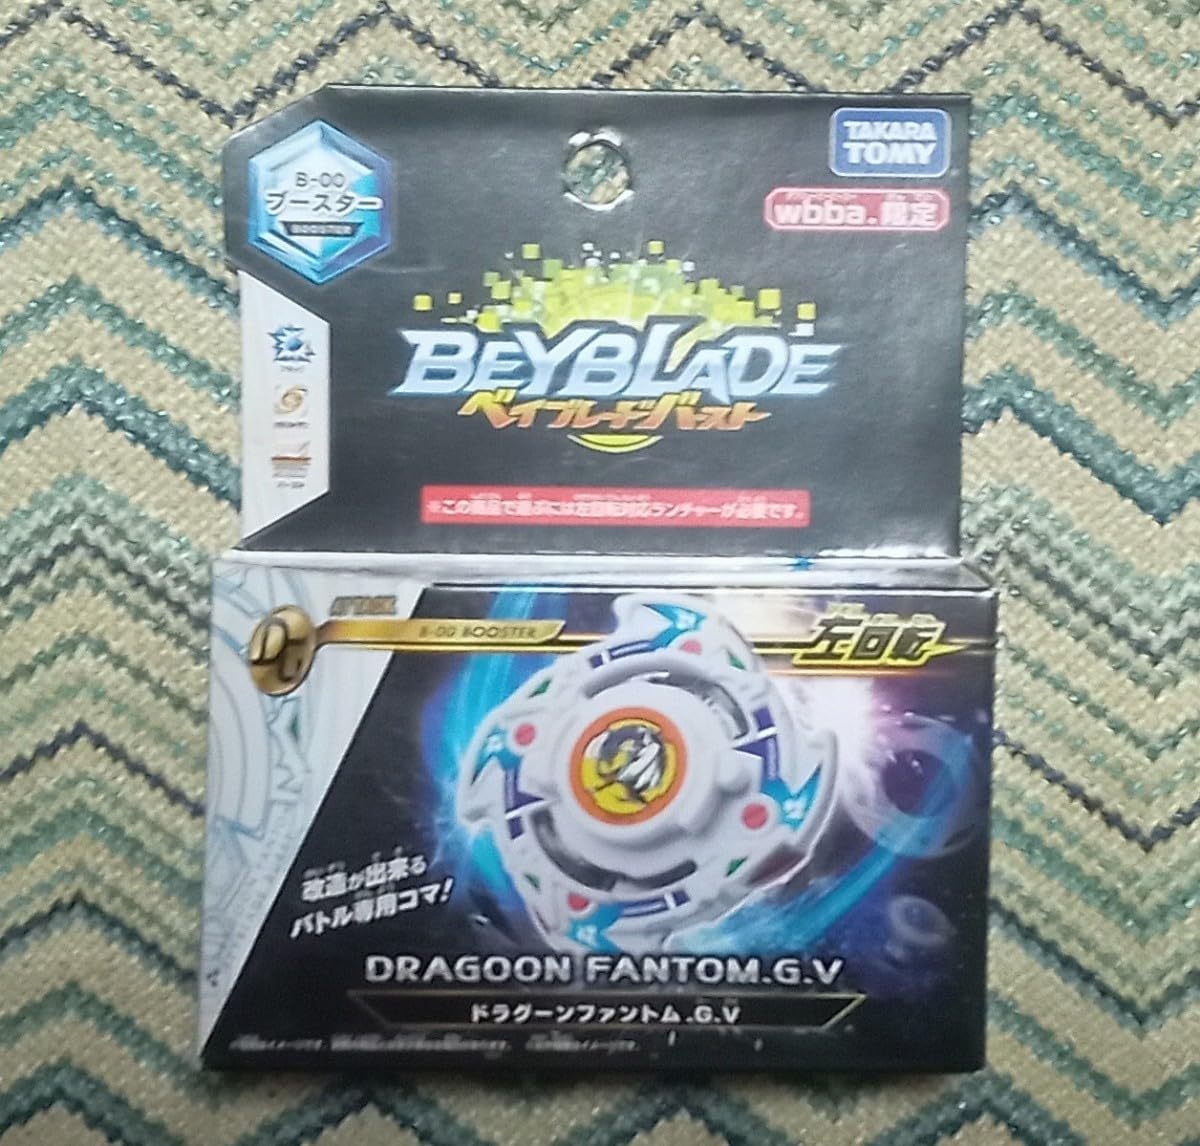 B-00
ブースター
BOOSTER
TAKARA
TOMY
wbba.限定
BEYBLADE
ベイブレードバースト
※この商品で遊ぶには左回転対応ランチャーが必要です。
ATTACK
B-00 BOOSTER
左回転
改造が出来る
バトル専用コマ!
DRAGOON FANTOM.G.V
ドラグーンファントム.G.V